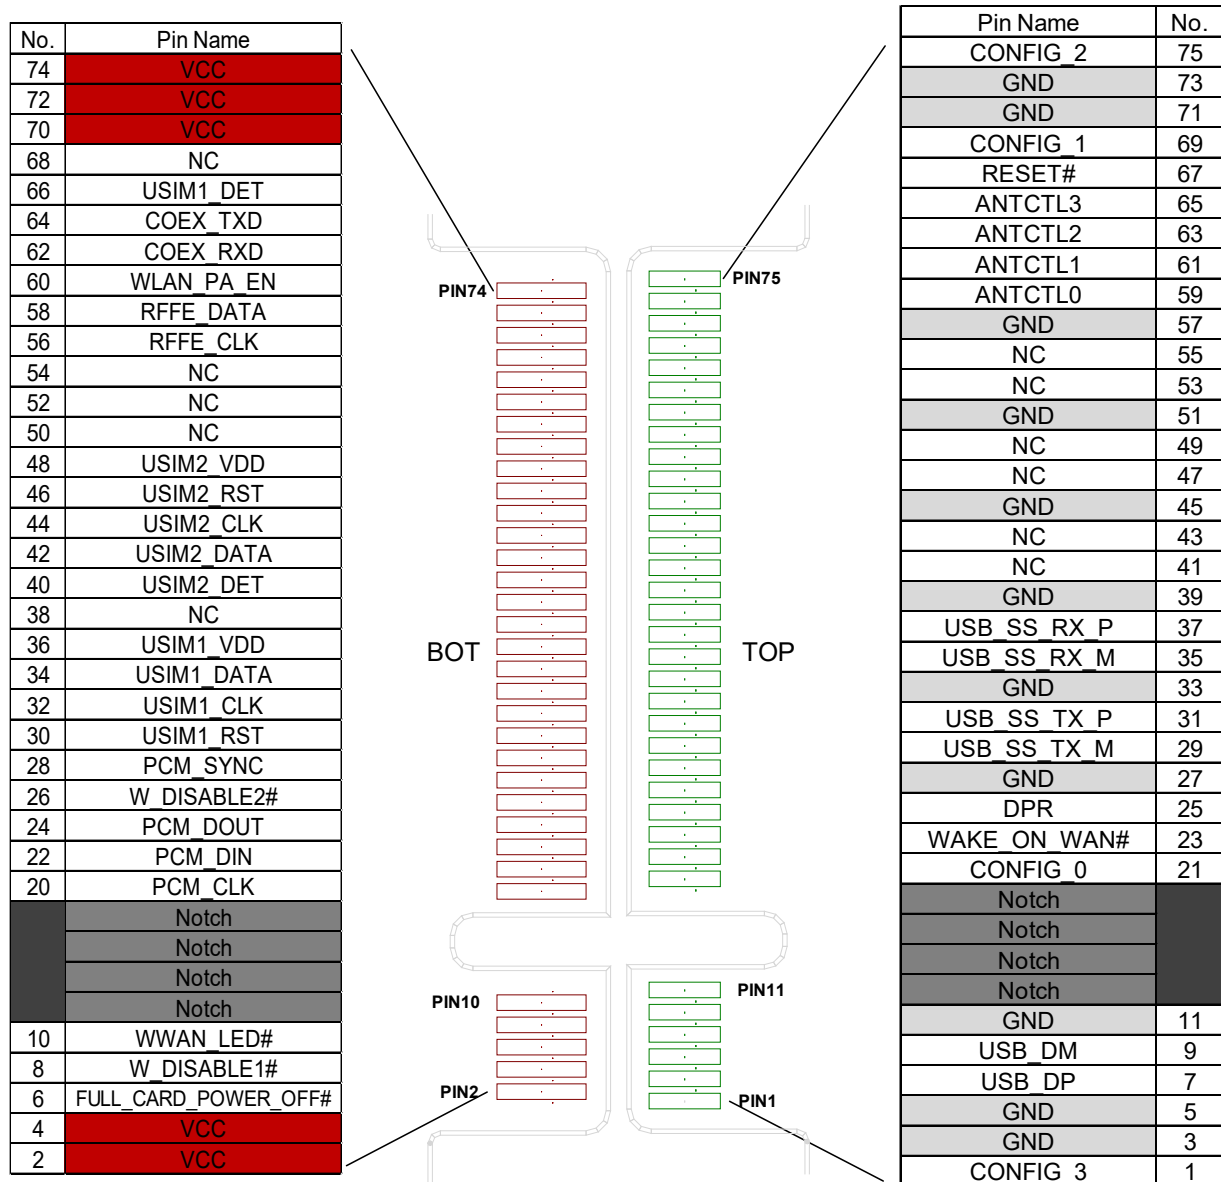 No. Pin Name
74 VCC
72 VCC
70 VCC
68 NC
66 USIM1_DET
64 COEX_TXD
62 COEX_RXD
60 WLAN_PA_EN
58 RFFE_DATA
56 RFFE_CLK
54 NC
52 NC
50 NC
48 USIM2_VDD
46 USIM2_RST
44 USIM2_CLK
42 USIM2_DATA
40 USIM2_DET
38 NC
36 USIM1_VDD
34 USIM1_DATA
32 USIM1_CLK
30 USIM1_RST
28 PCM_SYNC
26 W_DISABLE2#
24 PCM_DOUT
22 PCM_DIN
20 PCM_CLK
Notch
Notch
Notch
Notch
10 WWAN_LED#
8 W_DISABLE1#
6 FULL_CARD_POWER_OFF#
4 VCC
2 VCC
PIN74
BOT
PIN10
PIN2
PIN75
TOP
PIN11
PIN1
Pin Name No.
CONFIG_2 75
GND 73
GND 71
CONFIG_1 69
RESET# 67
ANTCTL3 65
ANTCTL2 63
ANTCTL1 61
ANTCTL0 59
GND 57
NC 55
NC 53
GND 51
NC 49
NC 47
GND 45
NC 43
NC 41
GND 39
USB_SS_RX_P 37
USB_SS_RX_M 35
GND 33
USB_SS_TX_P 31
USB_SS_TX_M 29
GND 27
DPR 25
WAKE_ON_WAN# 23
CONFIG_0 21
Notch
Notch
Notch
Notch
GND 11
USB_DM 9
USB_DP 7
GND 5
GND 3
CONFIG_3 1